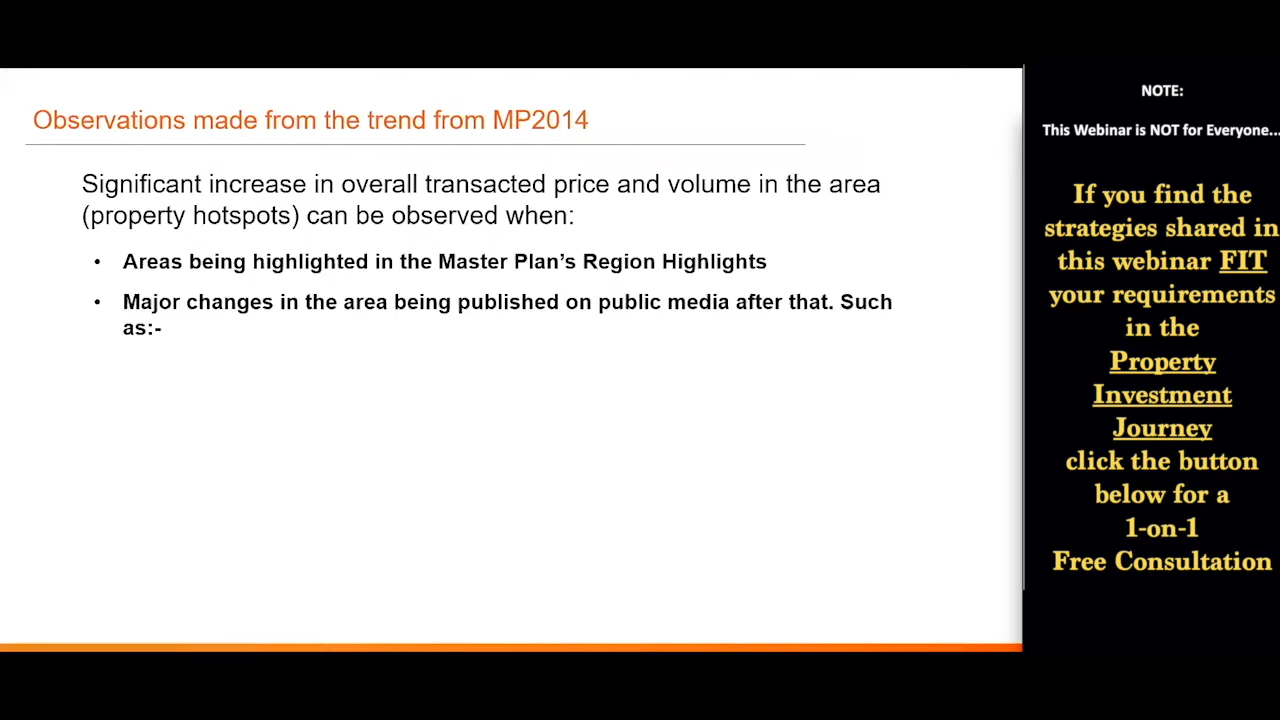 Observations made from the trend from MP2014
Significant increase in overall transacted price and volume in the area
(property hotspots) can be observed when:
• Areas being highlighted in the Master Plan’s Region Highlights
• Major changes in the area being published on public media after that. Such
as:-
NOTE:
This Webinar is NOT for Everyone...
If you find the
strategies shared in
this webinar FIT
your requirements
in the
Property
Investment
Journey
click the button
below for a
1-on-1
Free Consultation